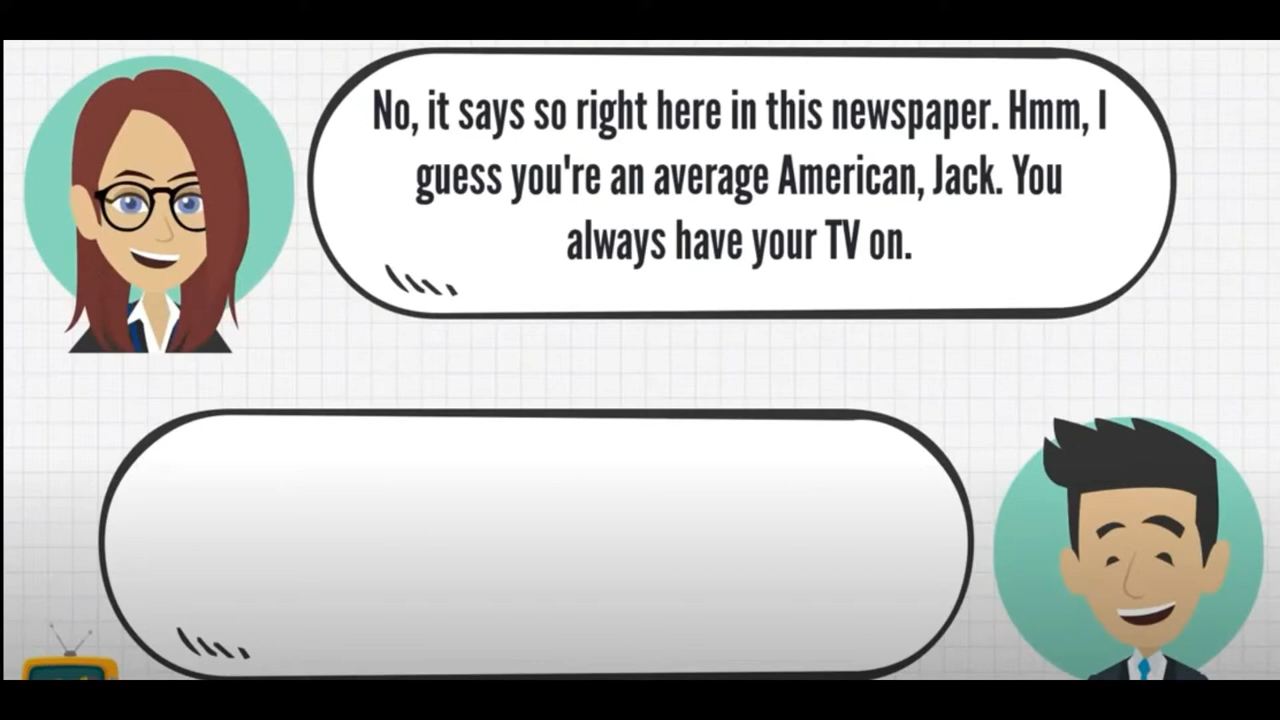 No, it says so right here in this newspaper. Hmm, I
guess you're an average American, Jack. You
always have your TV on.